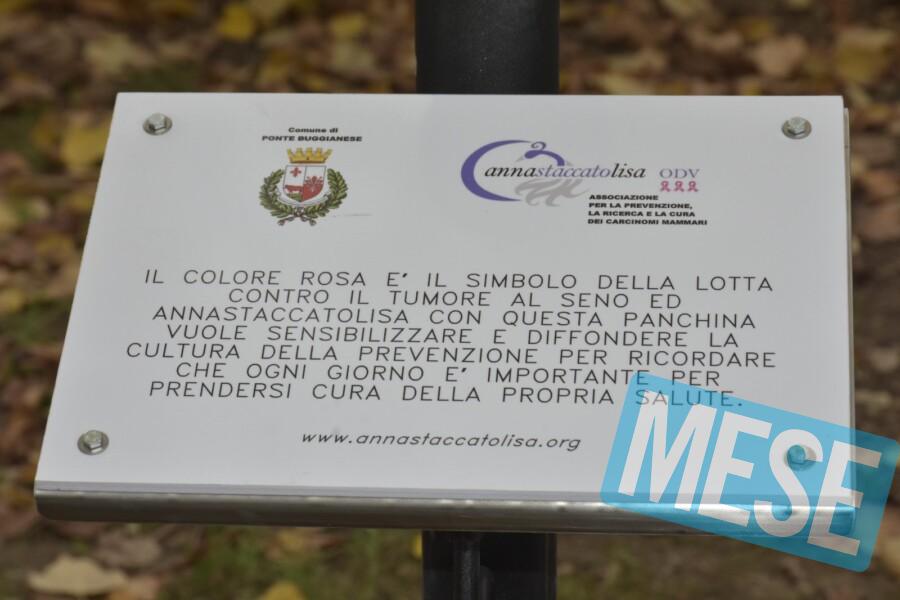 Comune di
PONTE BUGGIANESE
annastaccatolisa ODV
ASSOCIAZIONE
PER LA PREVENZIONE,
LA RICERCA E LA CURA
DEI CARCINOMI MAMMARI
IL COLORE ROSA E' IL SIMBOLO DELLA LOTTA
CONTRO IL TUMORE AL SENO ED
ANNASTACCATOLISA CON QUESTA PANCHINA
VUOLE SENSIBILIZZARE E DIFFONDERE LA
CULTURA DELLA PREVENZIONE PER RICORDARE
CHE OGNI GIORNO E' IMPORTANTE PER
PRENDERSI CURA DELLA PROPRIA SALUTE.
www.annastaccatolisa.org
MESE